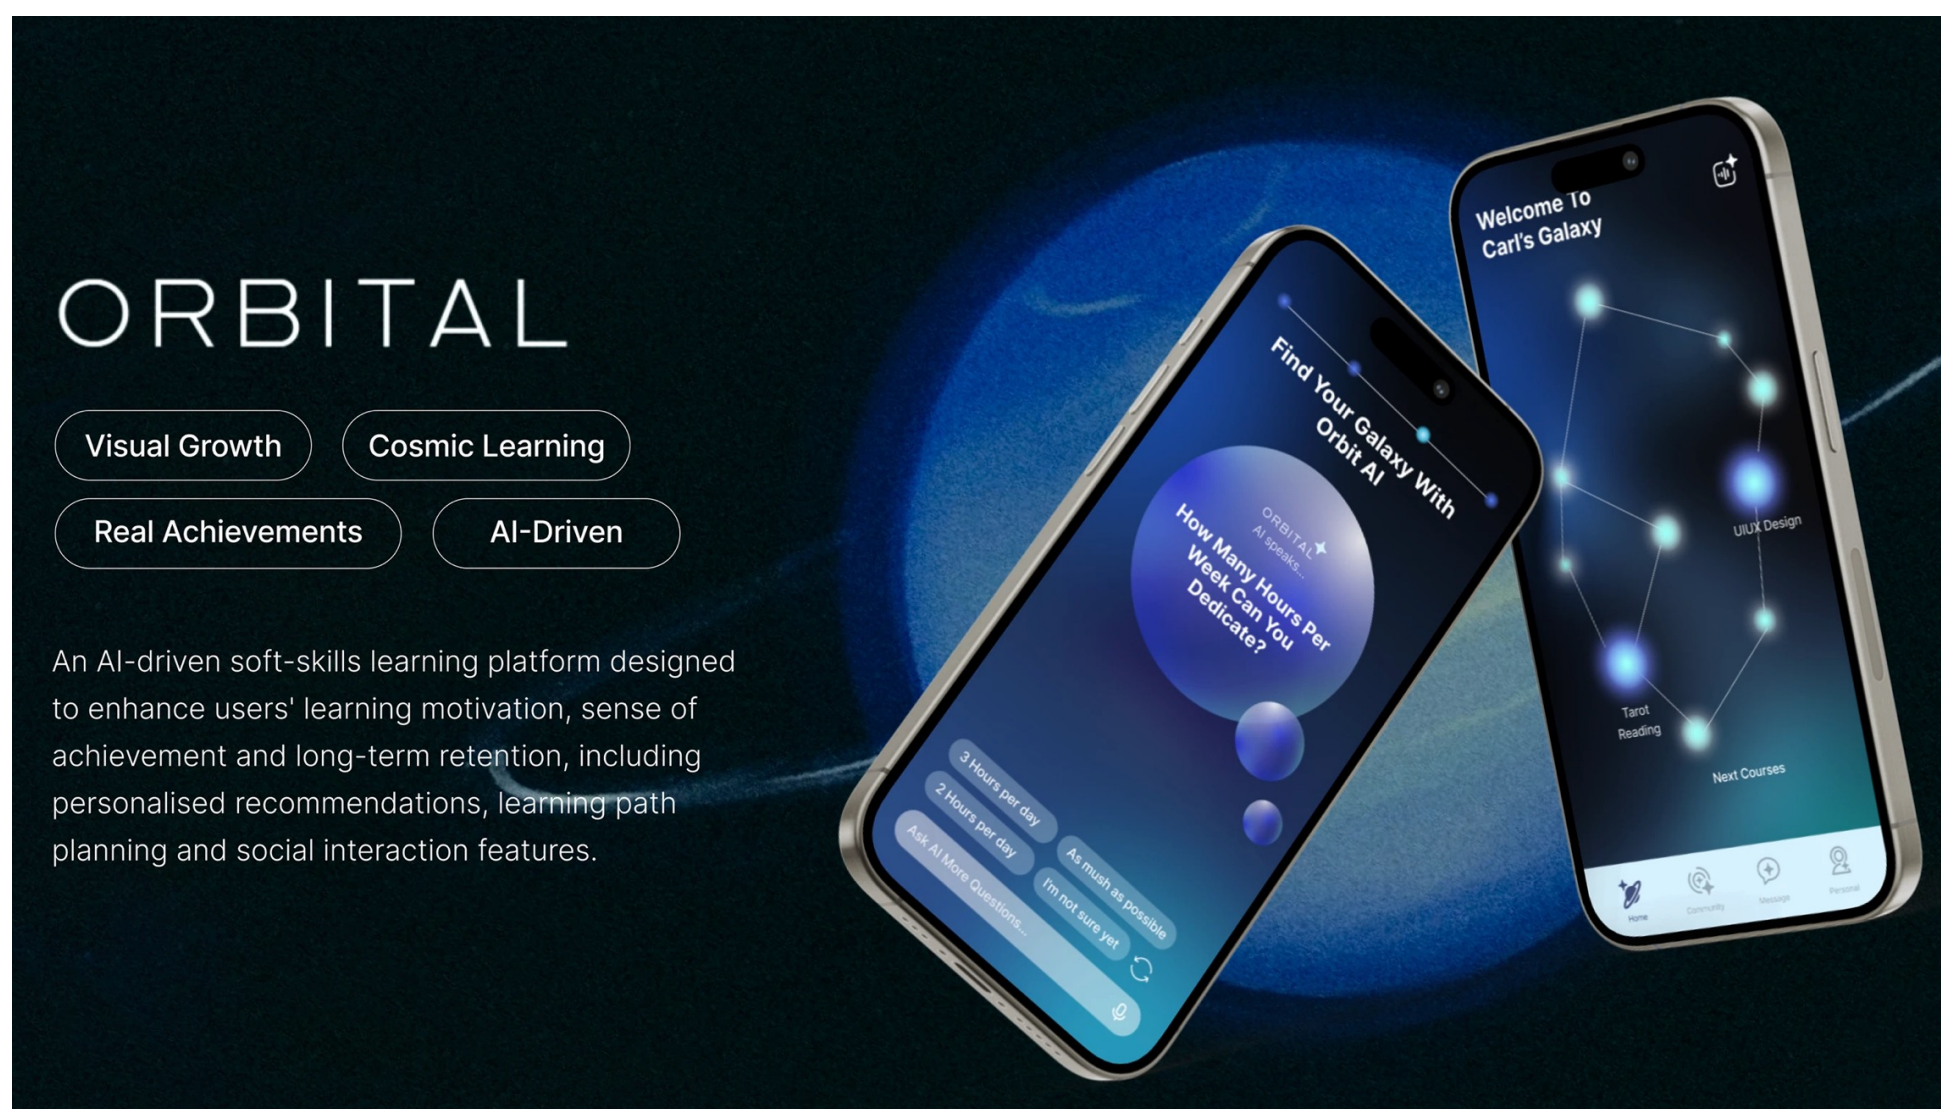 ORBITAL
Visual Growth
Cosmic Learning
Real Achievements
AI-Driven
An AI-driven soft-skills learning platform designed
to enhance users' learning motivation, sense of
achievement and long-term retention, including
personalised recommendations, learning path
planning and social interaction features.
Find Your Galaxy With
Orbit AI
ORBITAL
AI speaks...
How Many Hours Per
Week Can You
Dedicate?
3 Hours per day
As mush as possible
2 Hours per day
I'm not sure yet
Ask AI More Questions...
Welcome To
Carl's Galaxy
UIUX Design
Tarot
Reading
Next Courses
Home
Community
Message
Personal